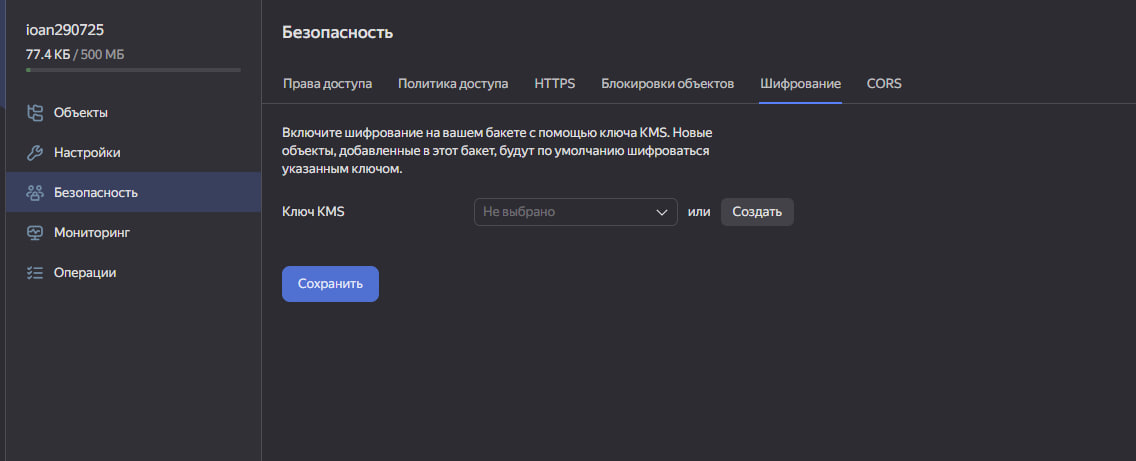 ioan290725
77.4 КБ / 500 МБ
Объекты
Настройки
Безопасность
Мониторинг
Операции
Безопасность
Права доступа Политика доступа HTTPS Блокировки объектов Шифрование CORS
Включите шифрование на вашем бакете с помощью ключа KMS. Новые
объекты, добавленные в этот бакет, будут по умолчанию шифроваться
указанным ключом.
Ключ KMS Не выбрано или Создать
Сохранить